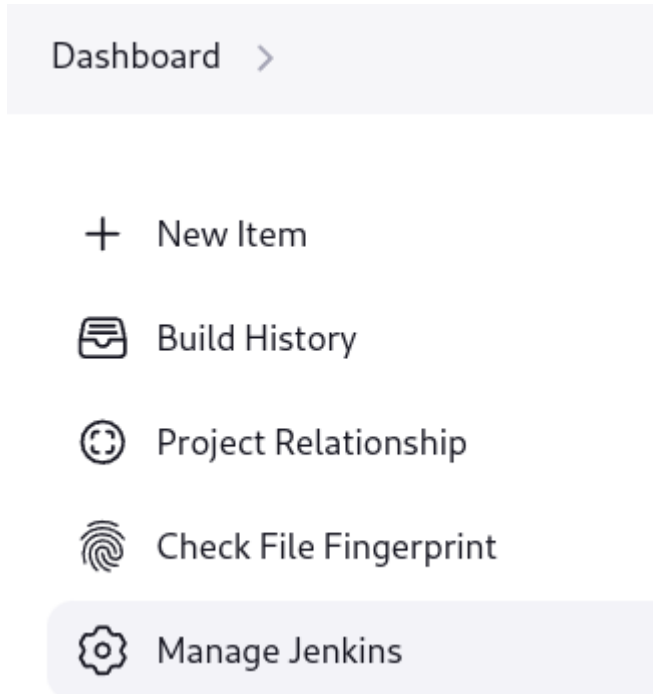 Dashboard
New Item
Build History
Project Relationship
Check File Fingerprint
Manage Jenkins